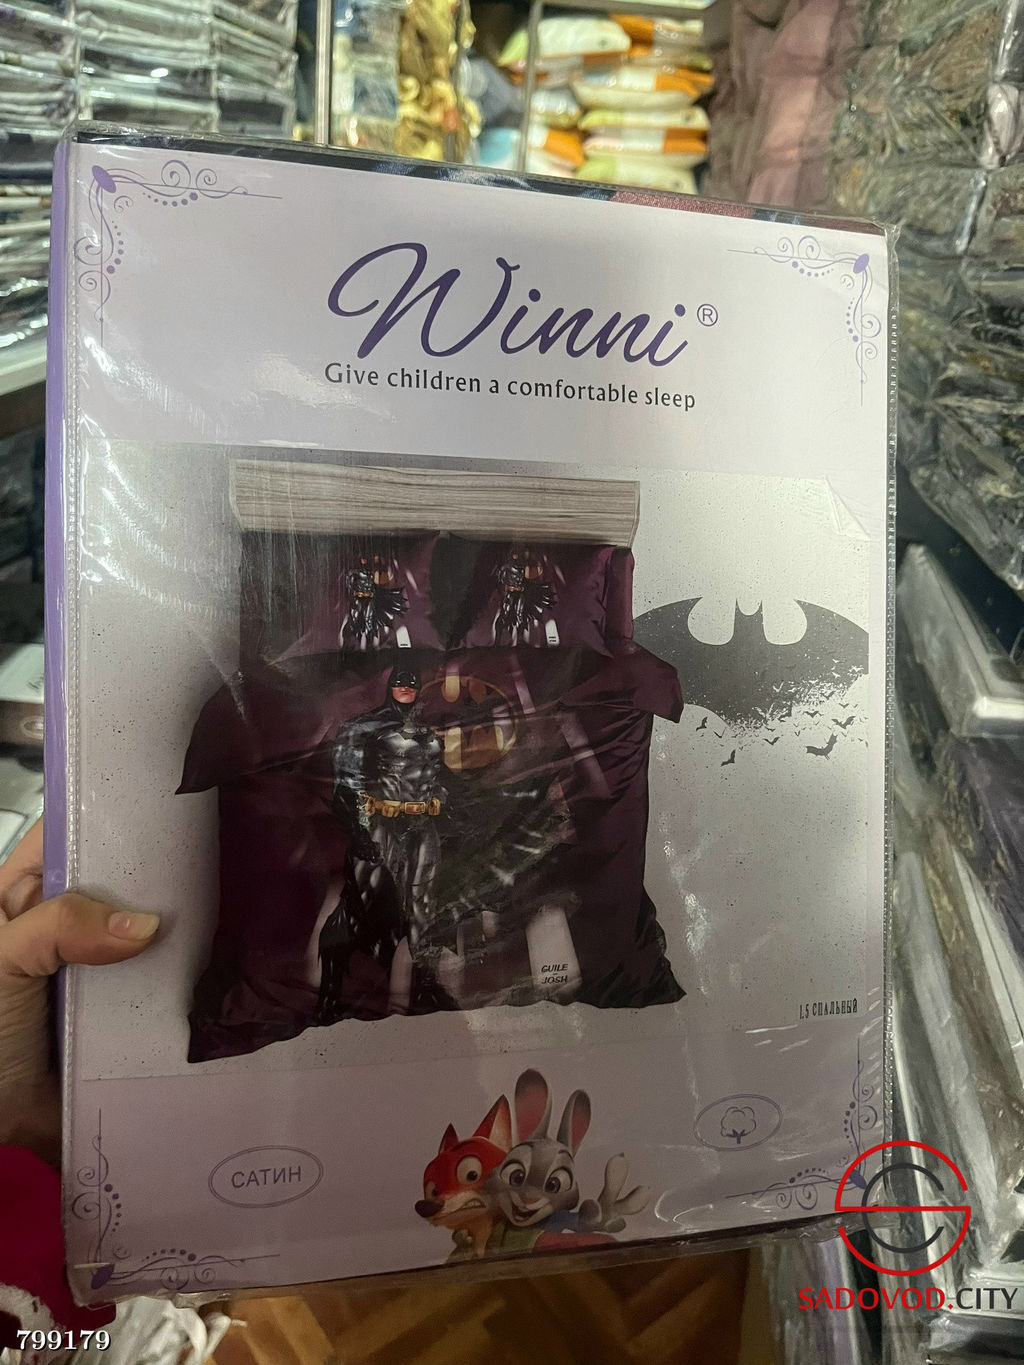 Winni®
Give children a comfortable sleep
GUILE
JOSH
1.5 СПАЛЬНЫЙ
САТИН
SADOVOD.CITY
799179